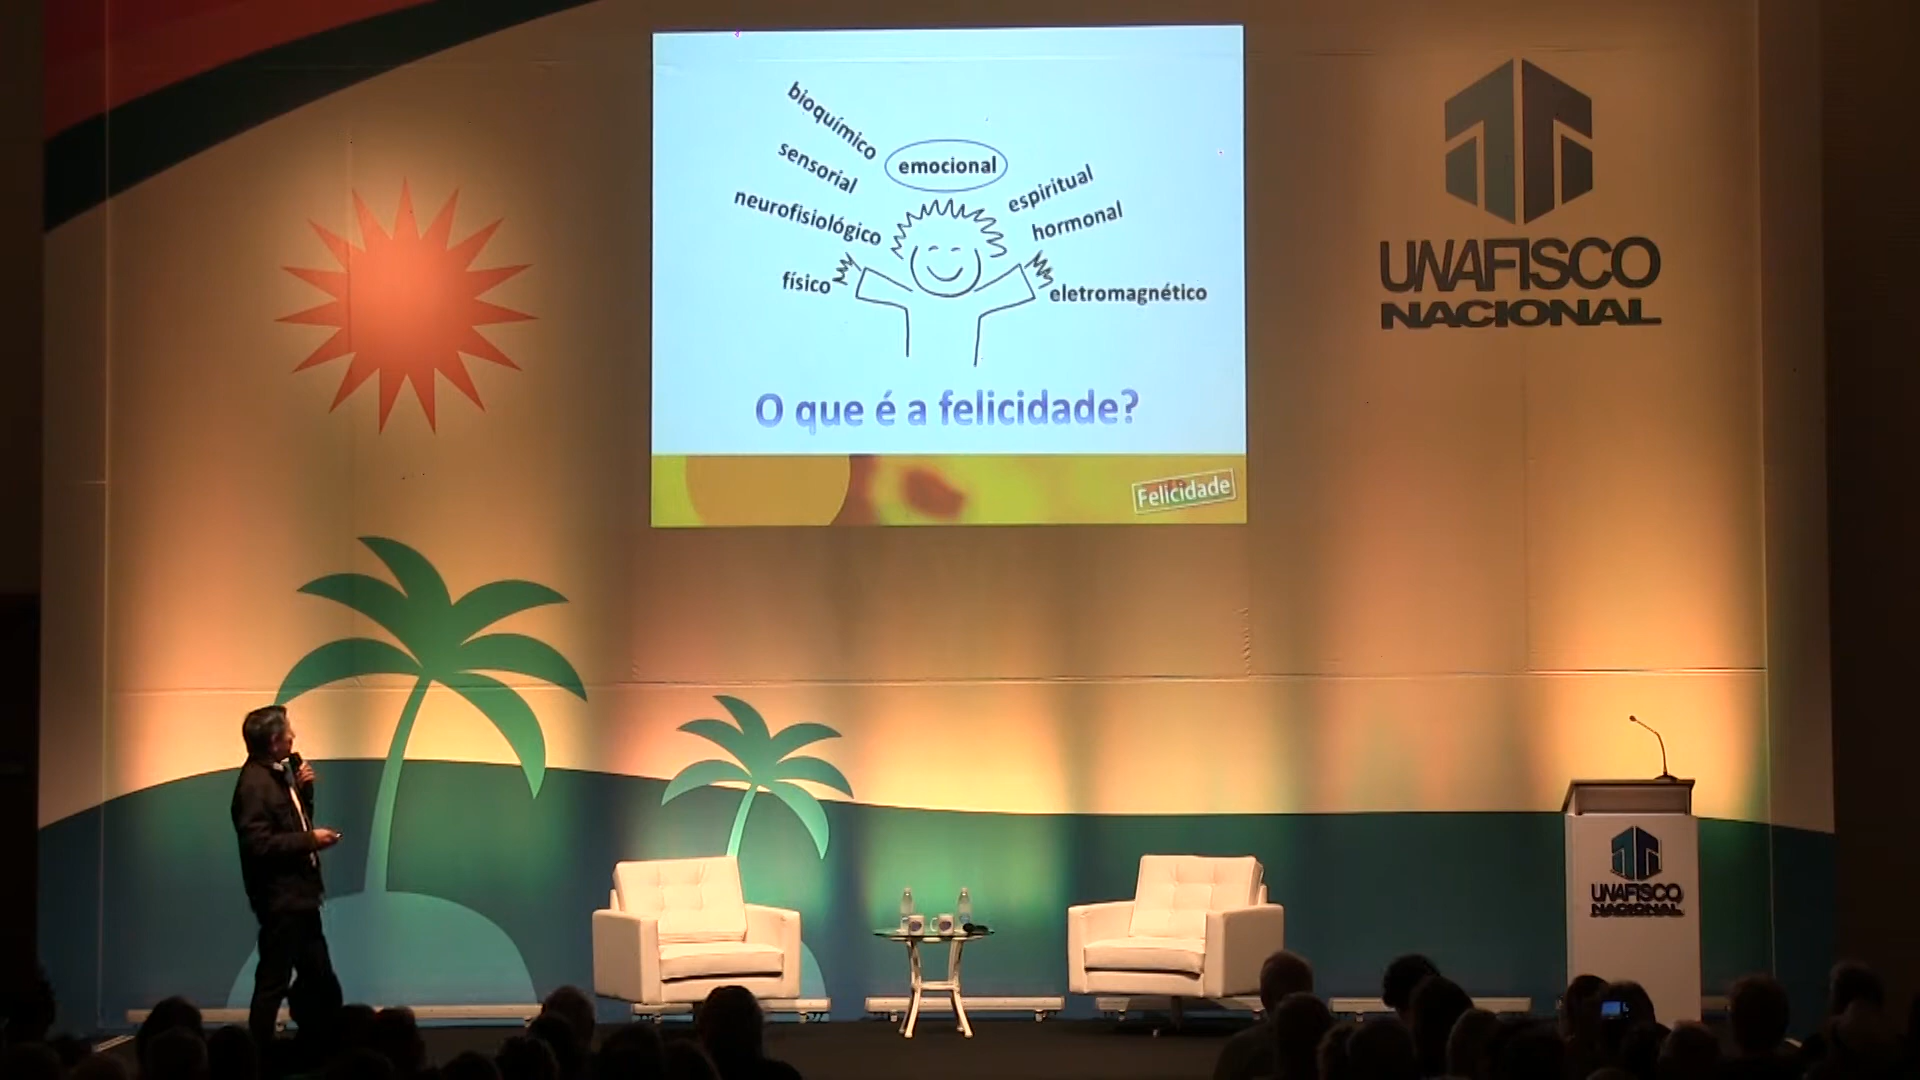 bioquímico
sensorial
neurofisiológico
físico
emocional
espiritual
hormonal
eletromagnético
O que é a felicidade?
Felicidade
UNAFISCO
NACIONAL
UNAFISCO
NACIONAL